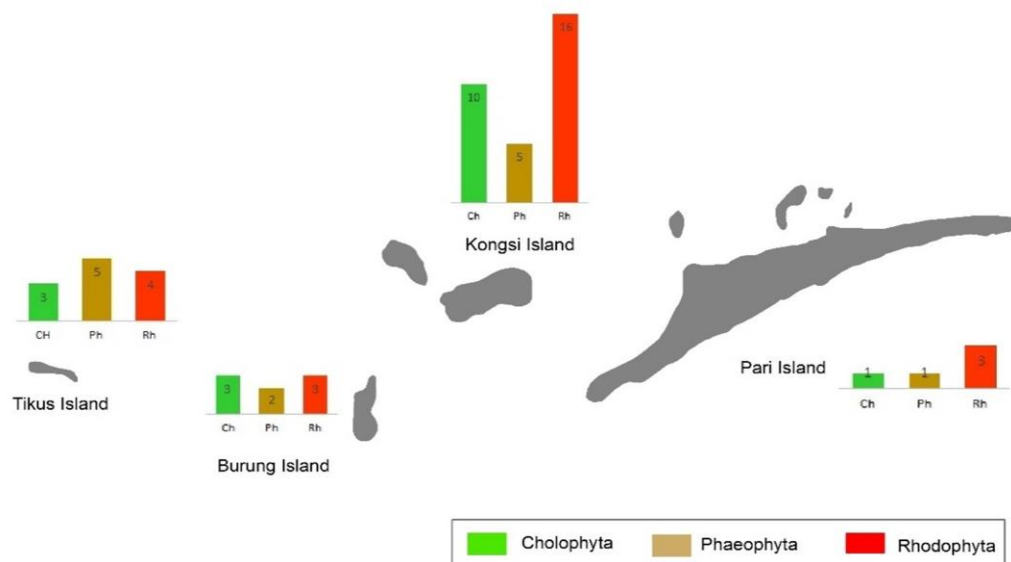 16
10
5
Ch Ph Rh
Kongsi Island
3 5 4
CH Ph Rh
Tikus Island
3 2 3
Ch Ph Rh
Burung Island
Pari Island
1 1 3
Ch Ph Rh
Cholophyta Phaeophyta Rhodophyta